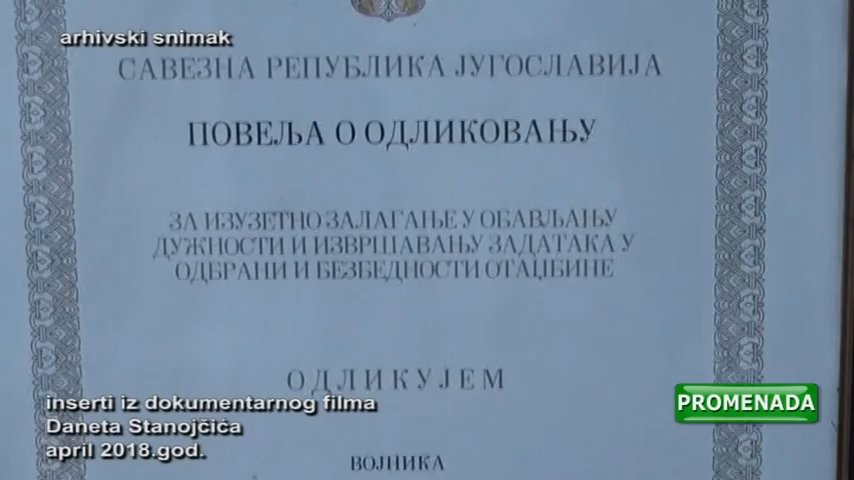 arhivski snimak
САВЕЗНА РЕПУБЛИКА ЈУГОСЛАВИЈА
ПОВЕЉА О ОДЛИКОВАЊУ
ЗА ИЗУЗЕТНО ЗАЛАГАЊЕ У ОБАВЉАЊУ
ДУЖНОСТИ И ИЗВРШАВАЊУ ЗАДАТАКА У
ОДБРАНИ И БЕЗБЕДНОСТИ ОТАЏБИНЕ
ОДЛИКУЈЕМ
inserti iz dokumentarnog filma
Daneta Stanojčića
april 2018.god.
PROMENADA
ВОЈНИКА